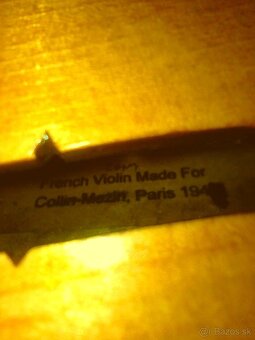 French Violin Made For
Collin-Mezin, Paris 194
Bazos.sk